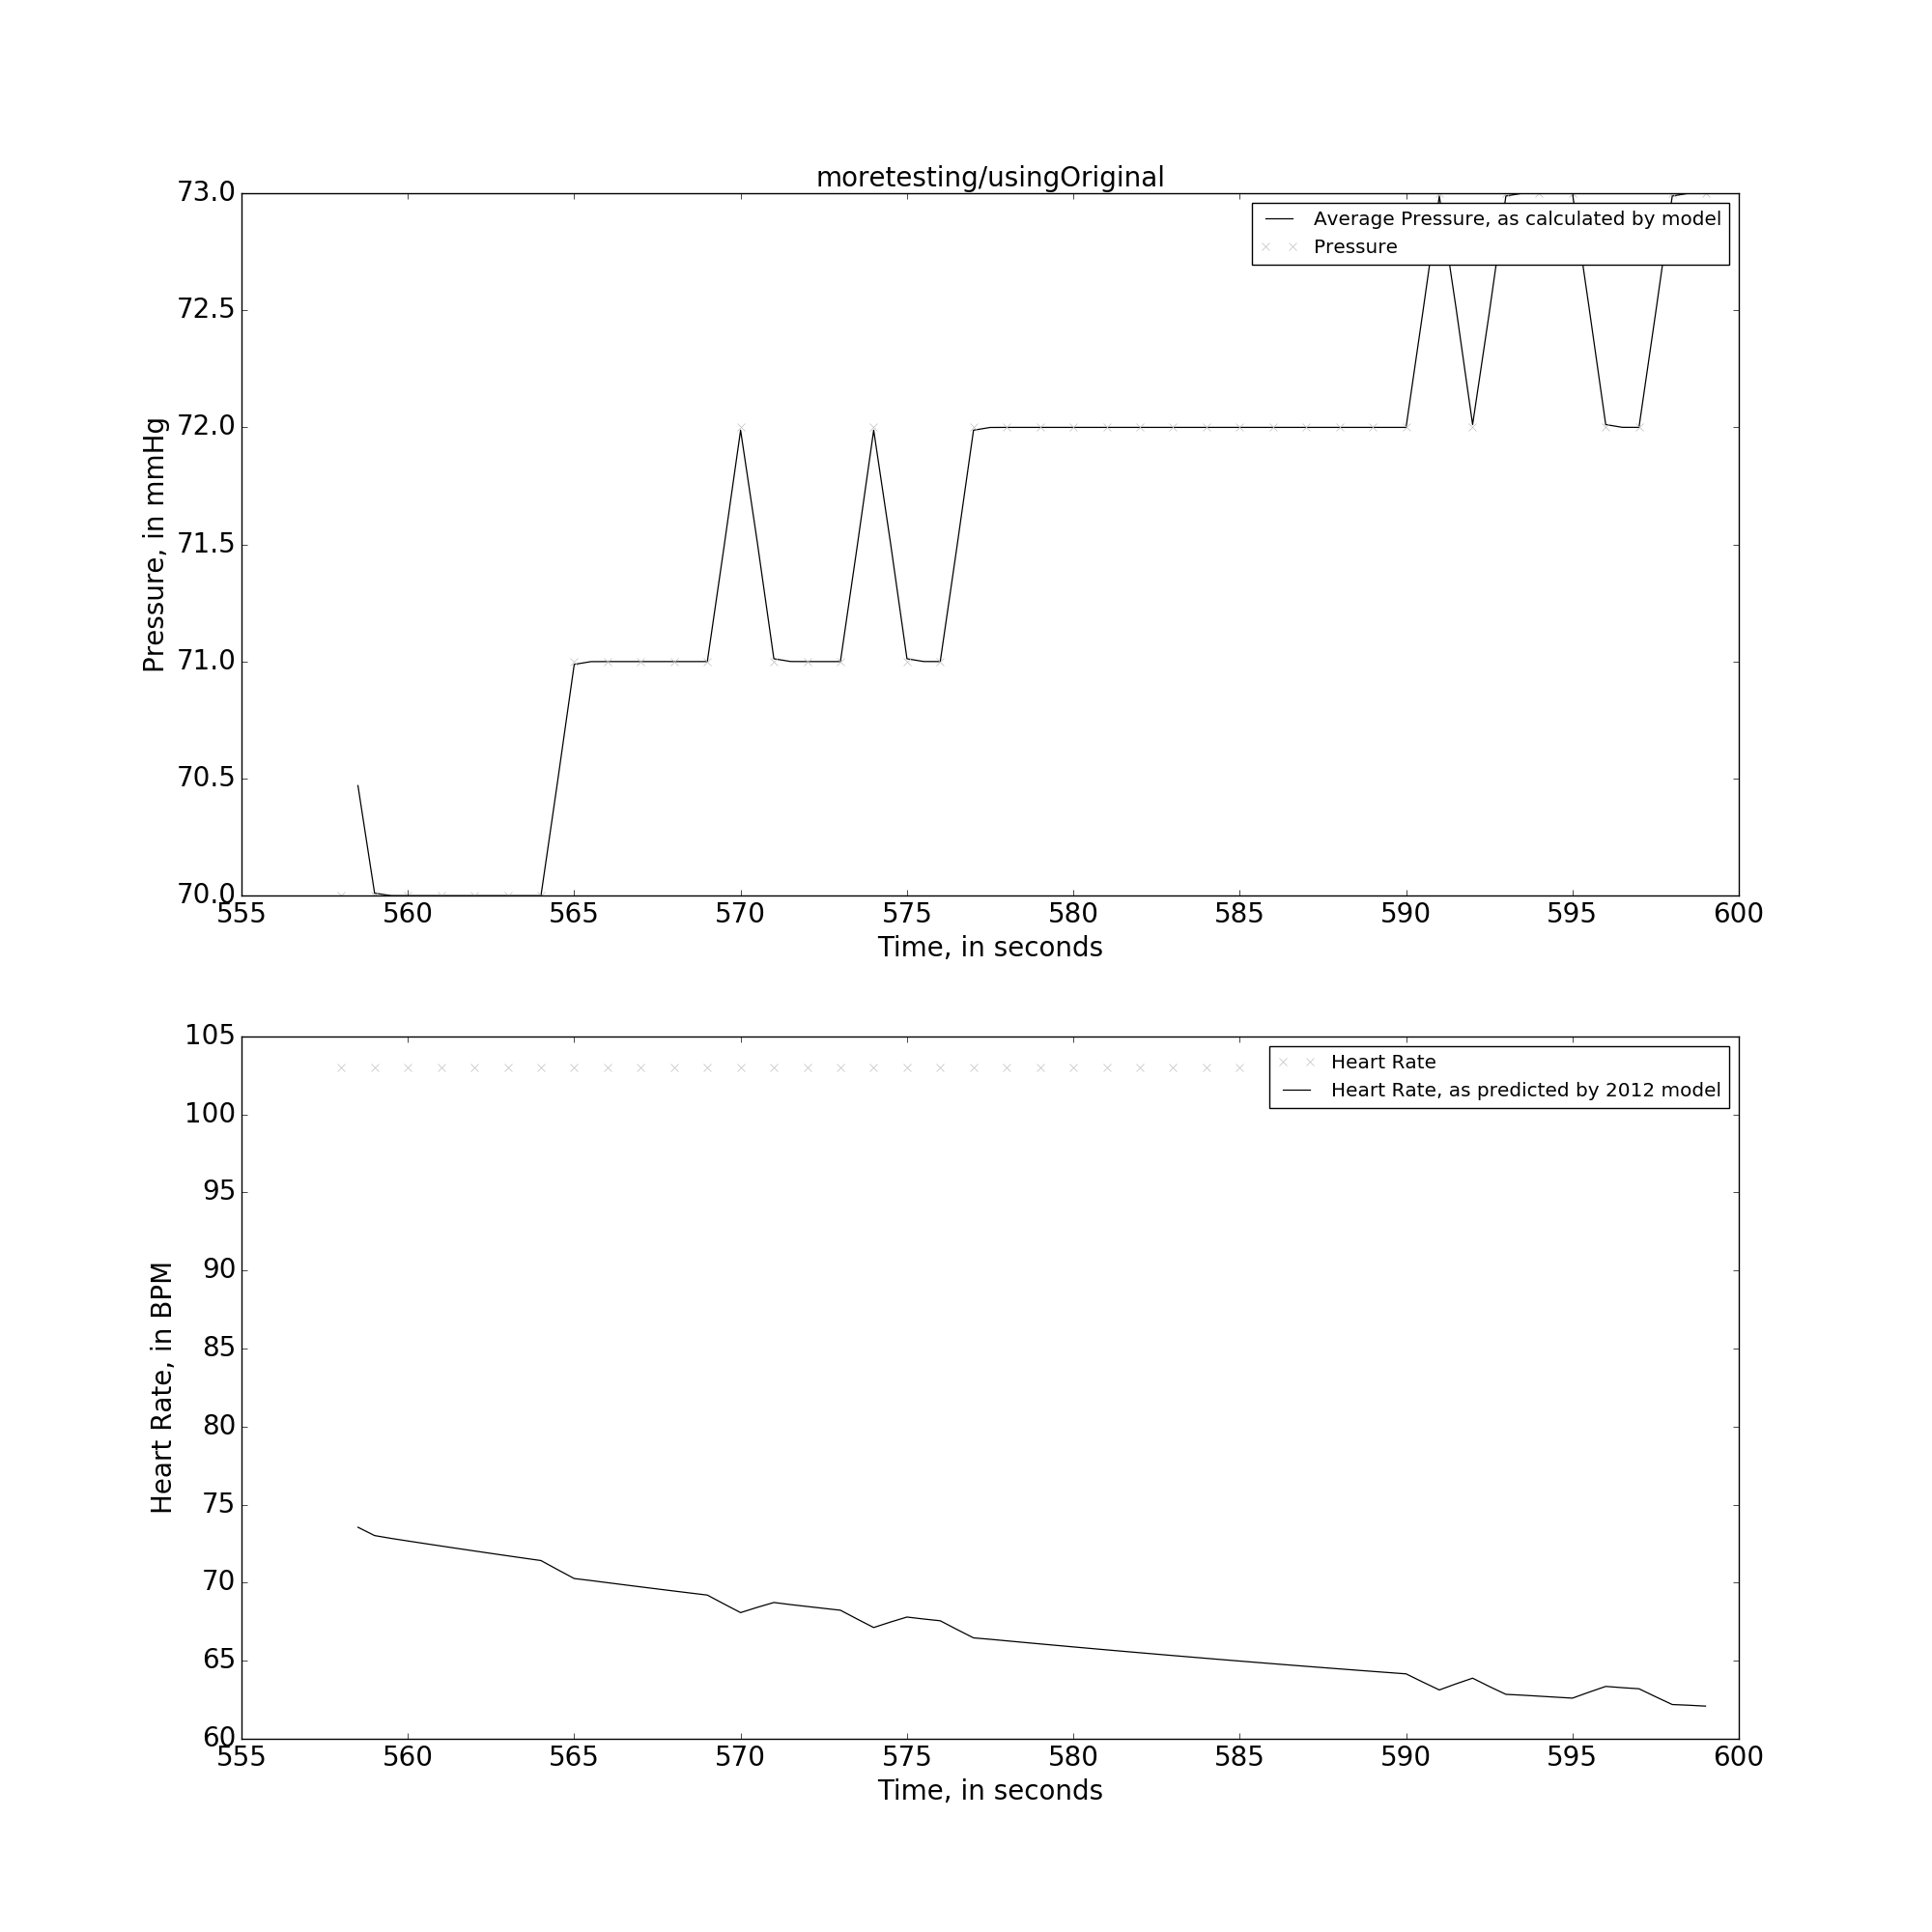 moretesting/usingOriginal
73.0
72.5
72.0
71.5
71.0
70.5
70.0
Pressure, in mmHg
Average Pressure, as calculated by model
Pressure
555 560 565 570 575 580 585 590 595 600
Time, in seconds
105
100
95
90
85
80
75
70
65
60
Heart Rate, in BPM
Heart Rate
Heart Rate, as predicted by 2012 model
555 560 565 570 575 580 585 590 595 600
Time, in seconds